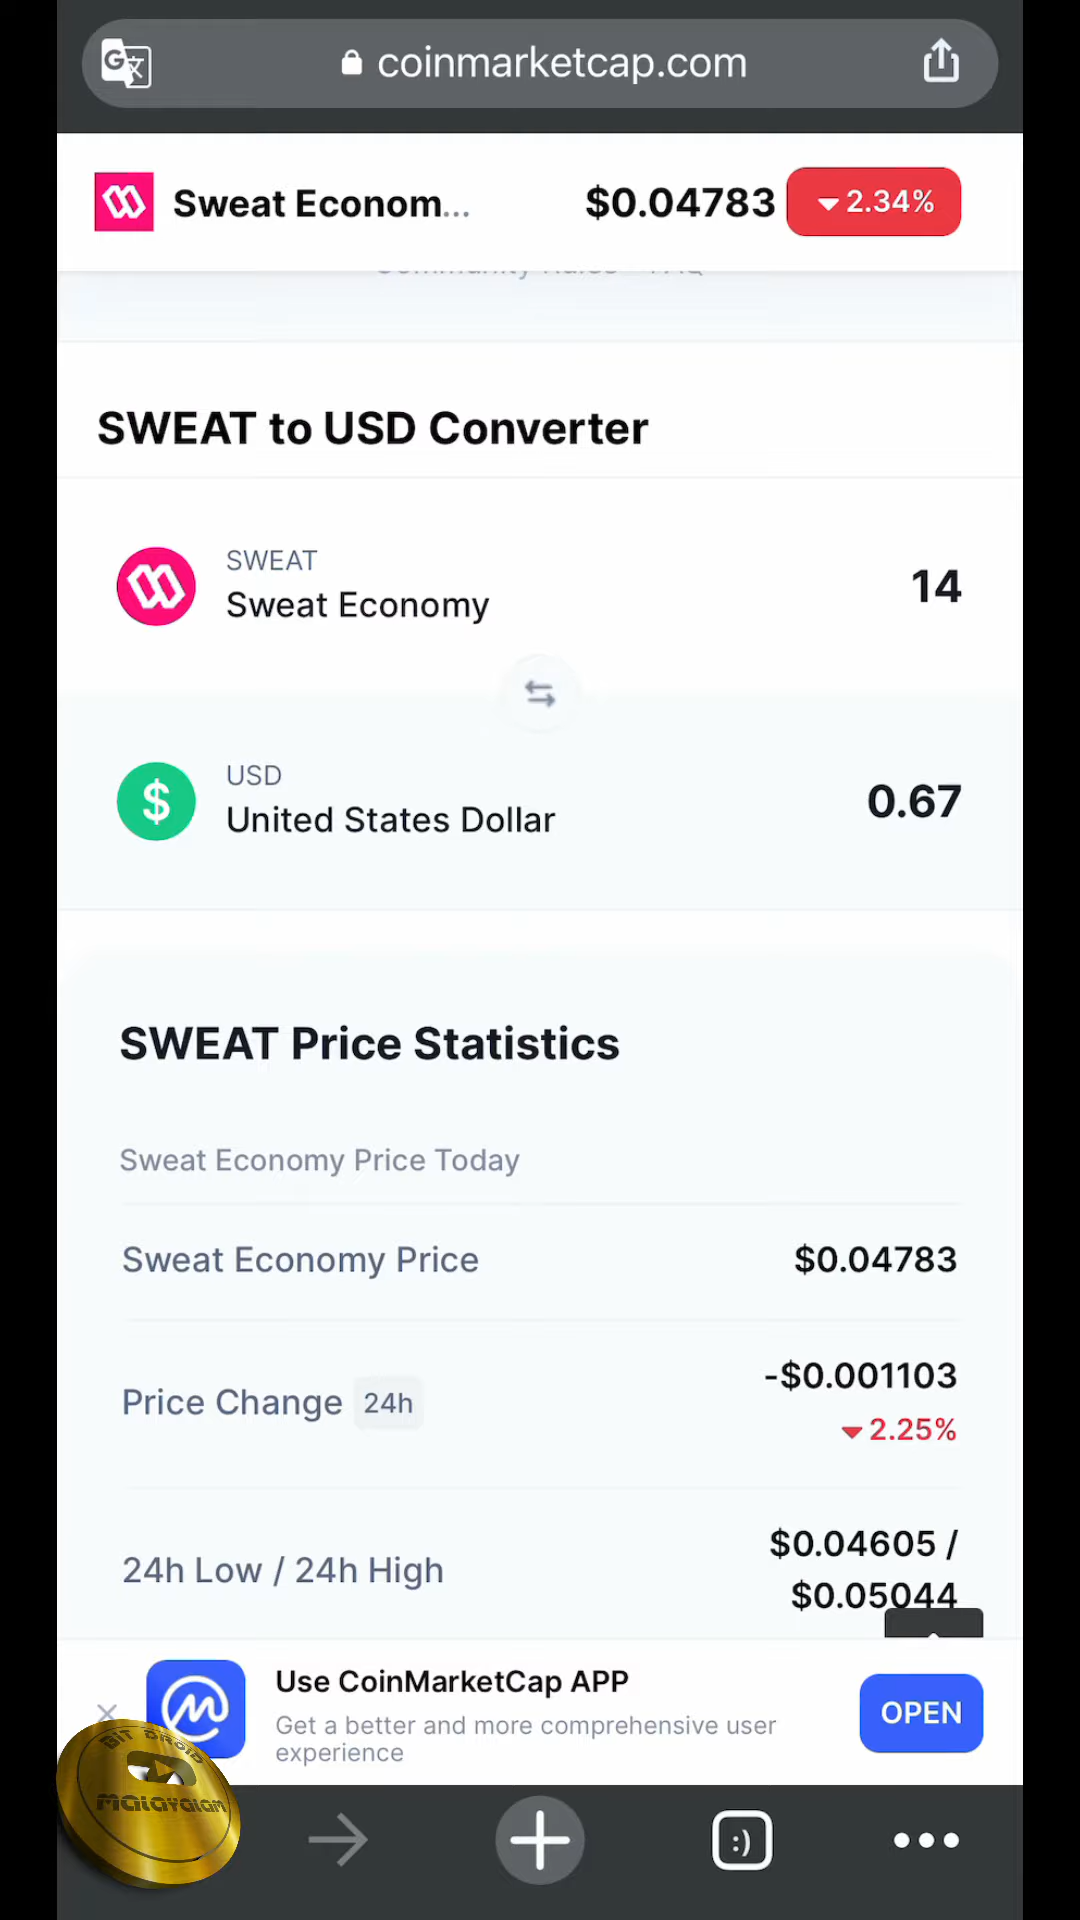 coinmarketcap.com
Sweat Econom... $0.04783 2.34%
SWEAT to USD Converter
SWEAT
Sweat Economy 14
USD
United States Dollar 0.67
SWEAT Price Statistics
Sweat Economy Price Today
Sweat Economy Price $0.04783
Price Change 24h -$0.001103
2.25%
24h Low / 24h High $0.04605 /
$0.05044
Use CoinMarketCap APP
Get a better and more comprehensive user
experience
OPEN
BIT DROID
MALAYALAM
:)